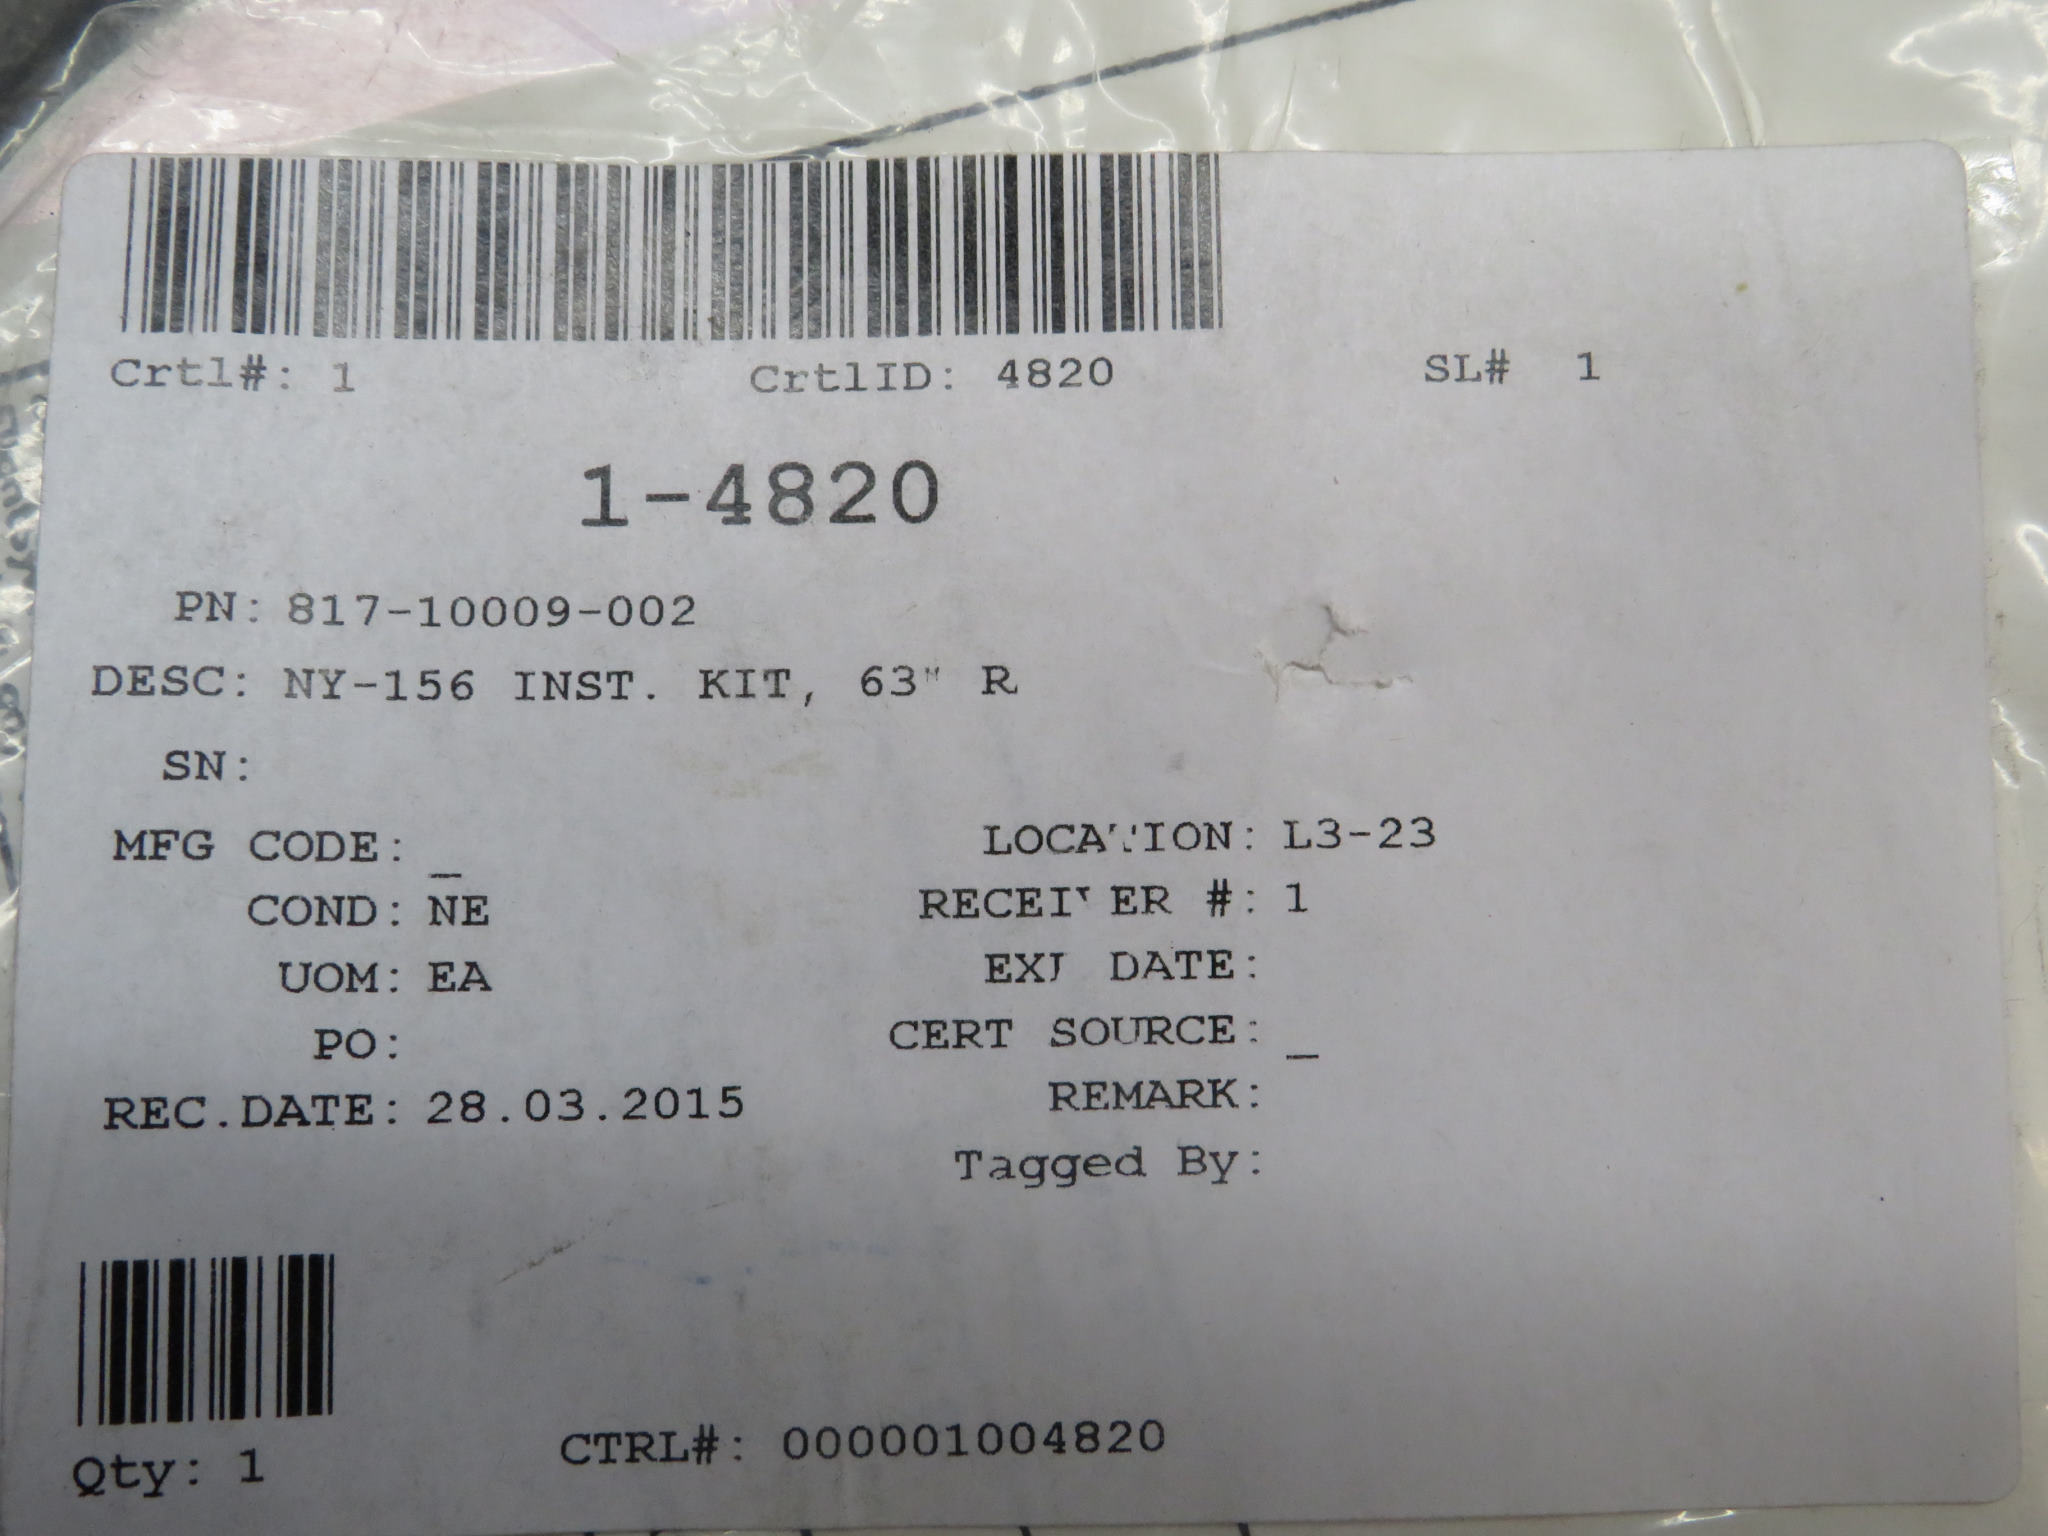 Crtl#: 1 CrtlID: 4820 SL# 1
1-4820
PN: 817-10009-002
DESC: NY-156 INST. KIT, 63" R
SN:
MFG CODE: _ LOCATION: L3-23
COND: NE RECEIVER #: 1
UOM: EA EXP DATE:
PO: CERT SOURCE: _
REC.DATE: 28.03.2015 REMARK:
Tagged By:
Qty: 1 CTRL#: 000001004820